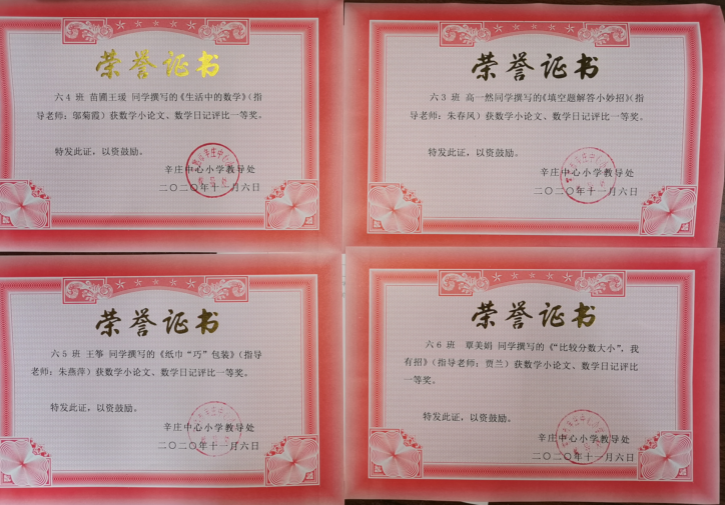 荣誉证书
六4班 苗圃王瑗 同学撰写的《生活中的数学》（指
导老师：邬菊霞）获数学小论文、数学日记评比一等奖。
特发此证，以资鼓励。
辛庄中心小学教导处
二〇二〇年十一月六日
荣誉证书
六3班 高一然同学撰写的《填空题解答小妙招》（指
导老师：朱春风）获数学小论文、数学日记评比一等奖。
特发此证，以资鼓励。
辛庄中心小学教导处
二〇二〇年十一月六日
荣誉证书
六5班 王筝 同学撰写的《纸巾“巧”包装》（指导
老师：朱燕萍）获数学小论文、数学日记评比一等奖。
特发此证，以资鼓励。
辛庄中心小学教导处
二〇二〇年十一月六日
荣誉证书
六6班 覃美娟 同学撰写的《“比较分数大小”，我
有招》（指导老师：贾兰）获数学小论文、数学日记评比
一等奖。
特发此证，以资鼓励。
辛庄中心小学教导处
二〇二〇年十一月六日